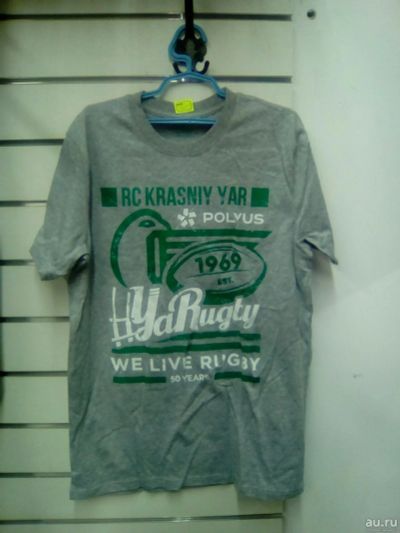 RC KRASNIY YAR
POLYUS
1969
EST.
YaRugby
WE LIVE RUGBY
50 YEARS
au.ru